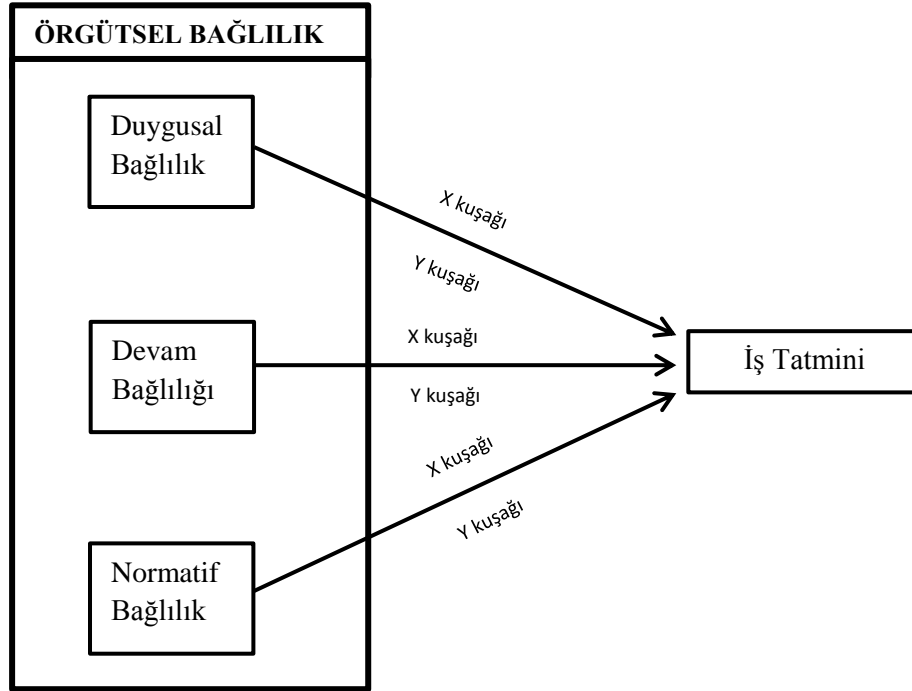 ÖRGÜTSEL BAĞLILIK
Duygusal
Bağlılık
X kuşağı
Y kuşağı
Devam
Bağlılığı
X kuşağı
Y kuşağı
İş Tatmini
X kuşağı
Y kuşağı
Normatif
Bağlılık